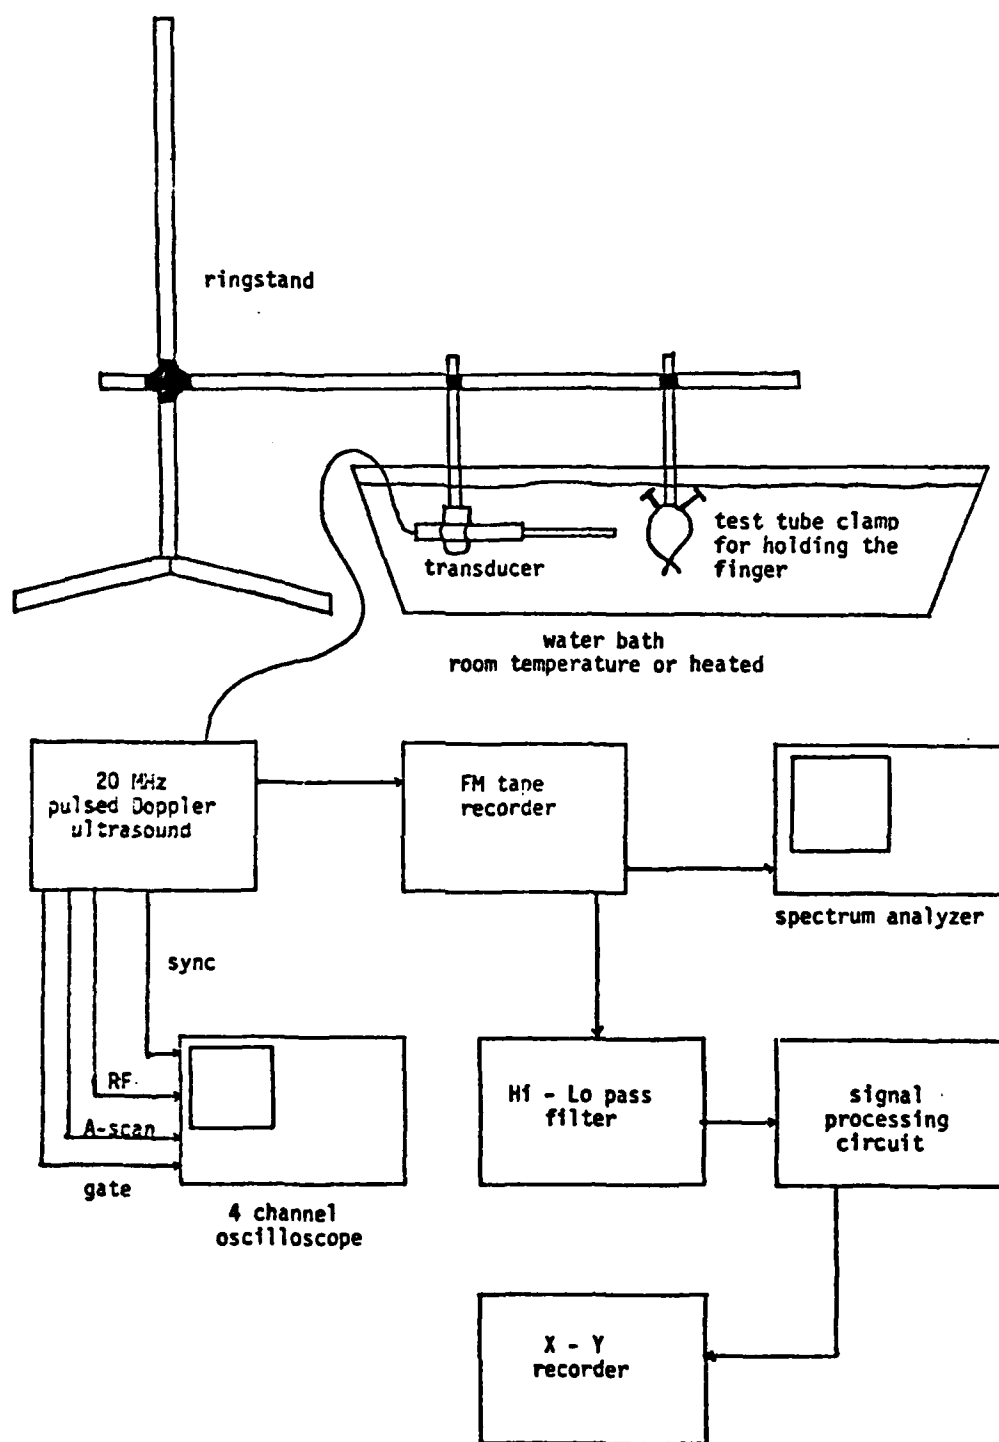 ringstand
test tube clamp
for holding the
finger
transducer
water bath
room temperature or heated
20 MHz
pulsed Doppler
ultrasound
FM tape
recorder
spectrum analyzer
sync
RF
A-scan
gate
4 channel
oscilloscope
Hi - Lo pass
filter
signal
processing
circuit
X - Y
recorder